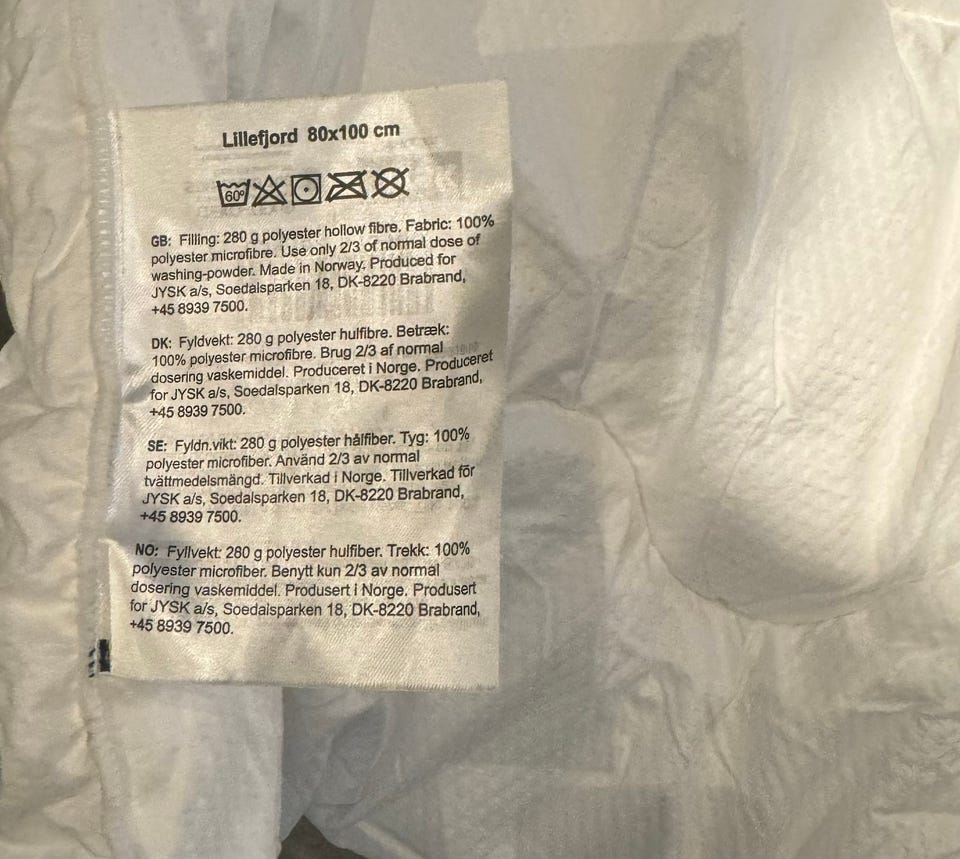 Lillefjord 80x100 cm
60°
GB: Filling: 280 g polyester hollow fibre. Fabric: 100%
polyester microfibre. Use only 2/3 of normal dose of
washing-powder. Made in Norway. Produced for
JYSK a/s, Soedalsparken 18, DK-8220 Brabrand,
+45 8939 7500.
DK: Fyldvekt: 280 g polyester hulfibre. Betræk:
100% polyester microfibre. Brug 2/3 af normal
dosering vaskemiddel. Produceret i Norge. Produceret
for JYSK a/s, Soedalsparken 18, DK-8220 Brabrand,
+45 8939 7500.
SE: Fyldn.vikt: 280 g polyester hålfiber. Tyg: 100%
polyester microfiber. Använd 2/3 av normal
tvättmedelsmängd. Tillverkad i Norge. Tillverkad för
JYSK a/s, Soedalsparken 18, DK-8220 Brabrand,
+45 8939 7500.
NO: Fyllvekt: 280 g polyester hulfiber. Trekk: 100%
polyester microfiber. Benytt kun 2/3 av normal
dosering vaskemiddel. Produsert i Norge. Produsert
for JYSK a/s, Soedalsparken 18, DK-8220 Brabrand,
+45 8939 7500.